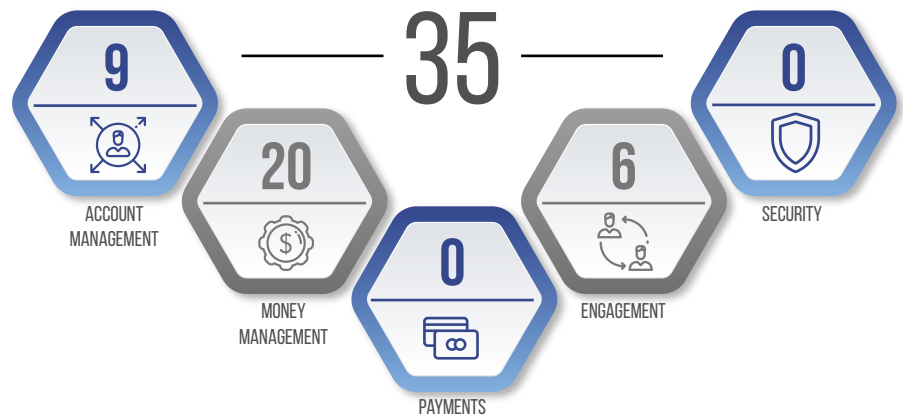 35
9
ACCOUNT
MANAGEMENT
20
$
MONEY
MANAGEMENT
0
PAYMENTS
6
ENGAGEMENT
0
SECURITY